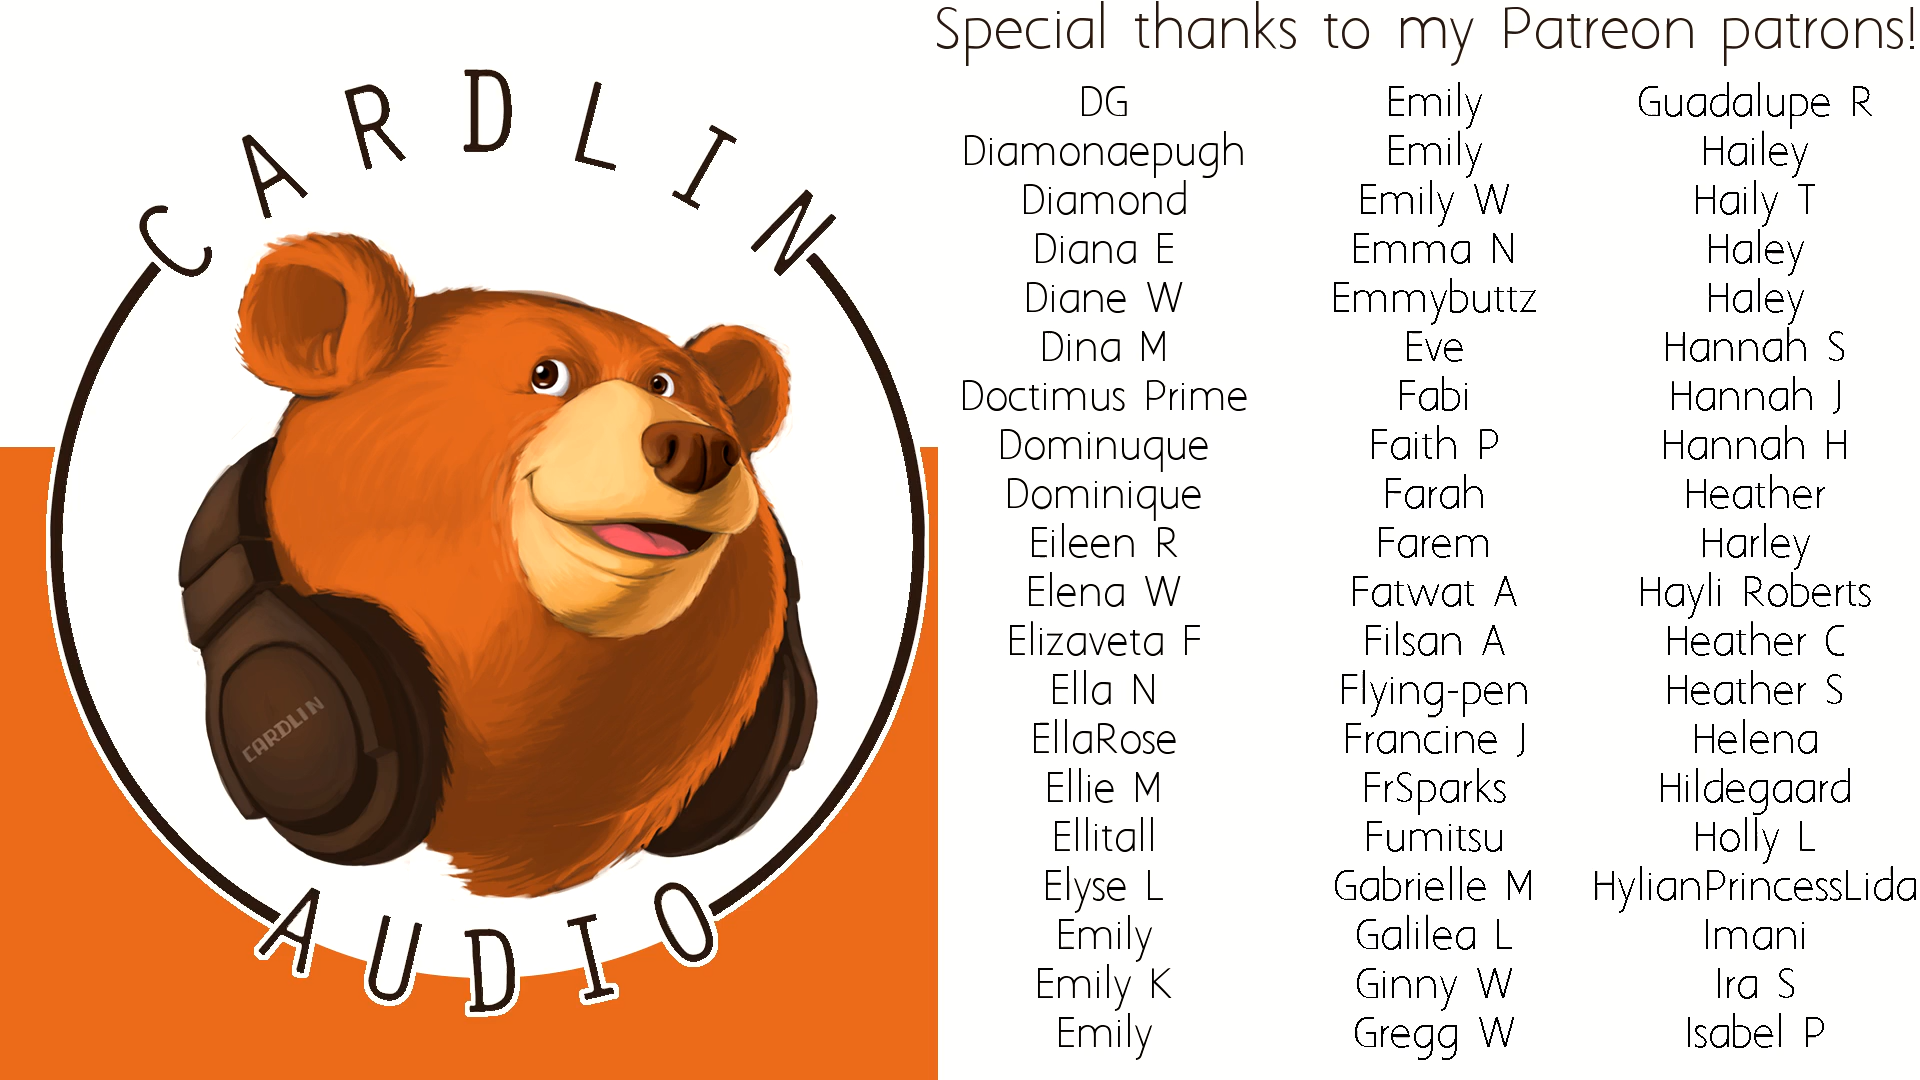 CARDLIN
AUDIO
CARDLIN
Special thanks to my Patreon patrons!
DG
Diamonaepugh
Diamond
Diana E
Diane W
Dina M
Doctimus Prime
Dominuque
Dominique
Eileen R
Elena W
Elizaveta F
Ella N
EllaRose
Ellie M
Ellitall
Elyse L
Emily
Emily K
Emily
Emily
Emily
Emily W
Emma N
Emmybuttz
Eve
Fabi
Faith P
Farah
Farem
Fatwat A
Filsan A
Flying-pen
Francine J
FrSparks
Fumitsu
Gabrielle M
Galilea L
Ginny W
Gregg W
Guadalupe R
Hailey
Haily T
Haley
Haley
Hannah S
Hannah J
Hannah H
Heather
Harley
Hayli Roberts
Heather C
Heather S
Helena
Hildegaard
Holly L
HylianPrincessLida
Imani
Ira S
Isabel P